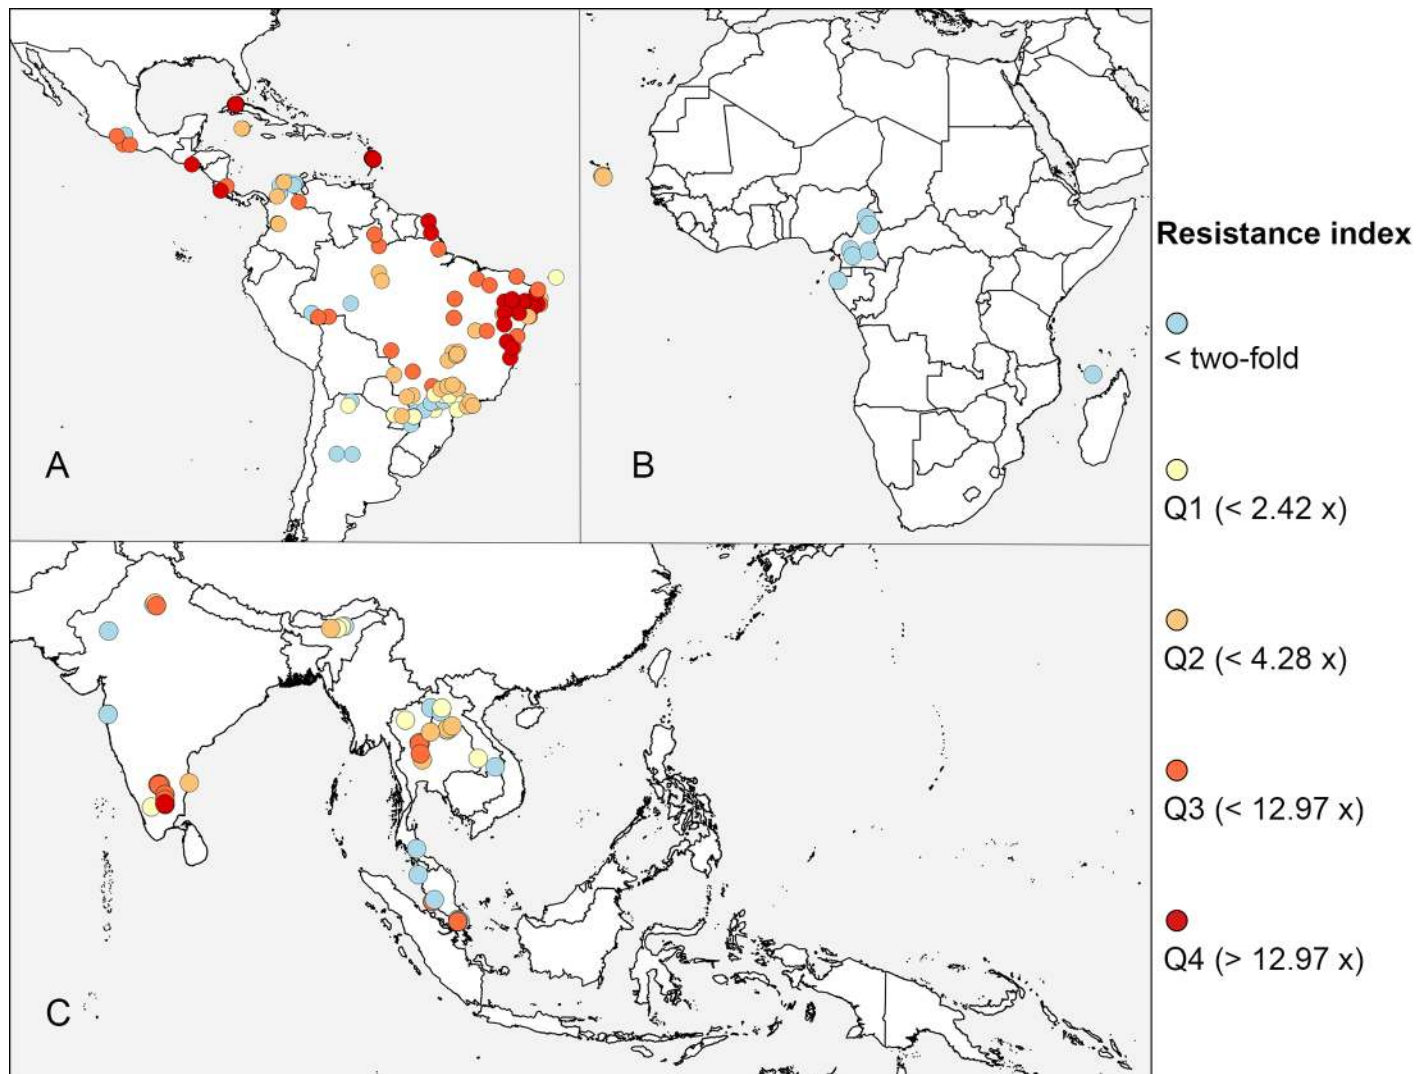 A
B
C
Resistance index
< two-fold
Q1 (< 2.42 x)
Q2 (< 4.28 x)
Q3 (< 12.97 x)
Q4 (> 12.97 x)